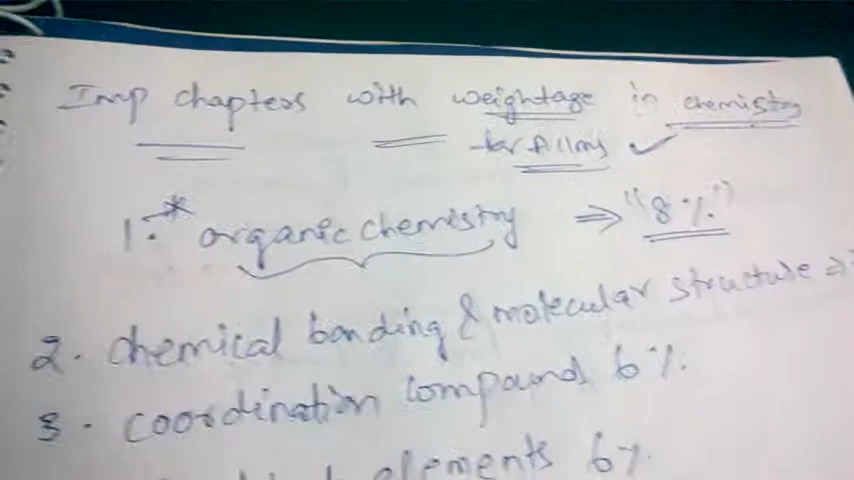 Imp chapters with weightage in chemistry
for AIIMS
1.* organic chemistry ⇒ "8%"
2. chemical bonding & molecular structure ⇒
3. coordination compound 6%.
elements 6%.